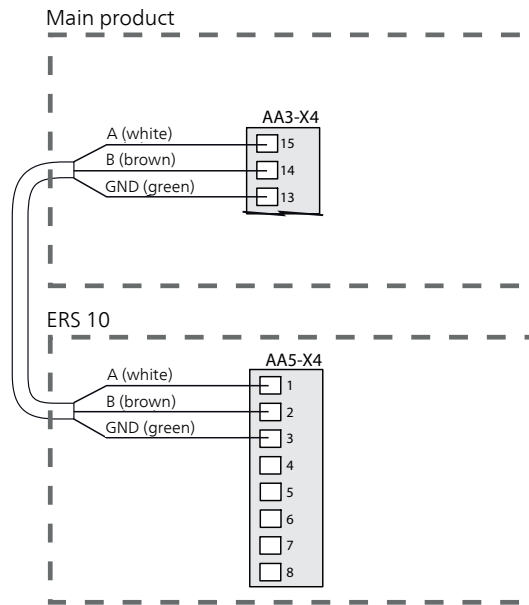 Main product
AA3-X4
A (white)
15
B (brown)
14
GND (green)
13
ERS 10
AA5-X4
A (white)
1
B (brown)
2
GND (green)
3
4
5
6
7
8